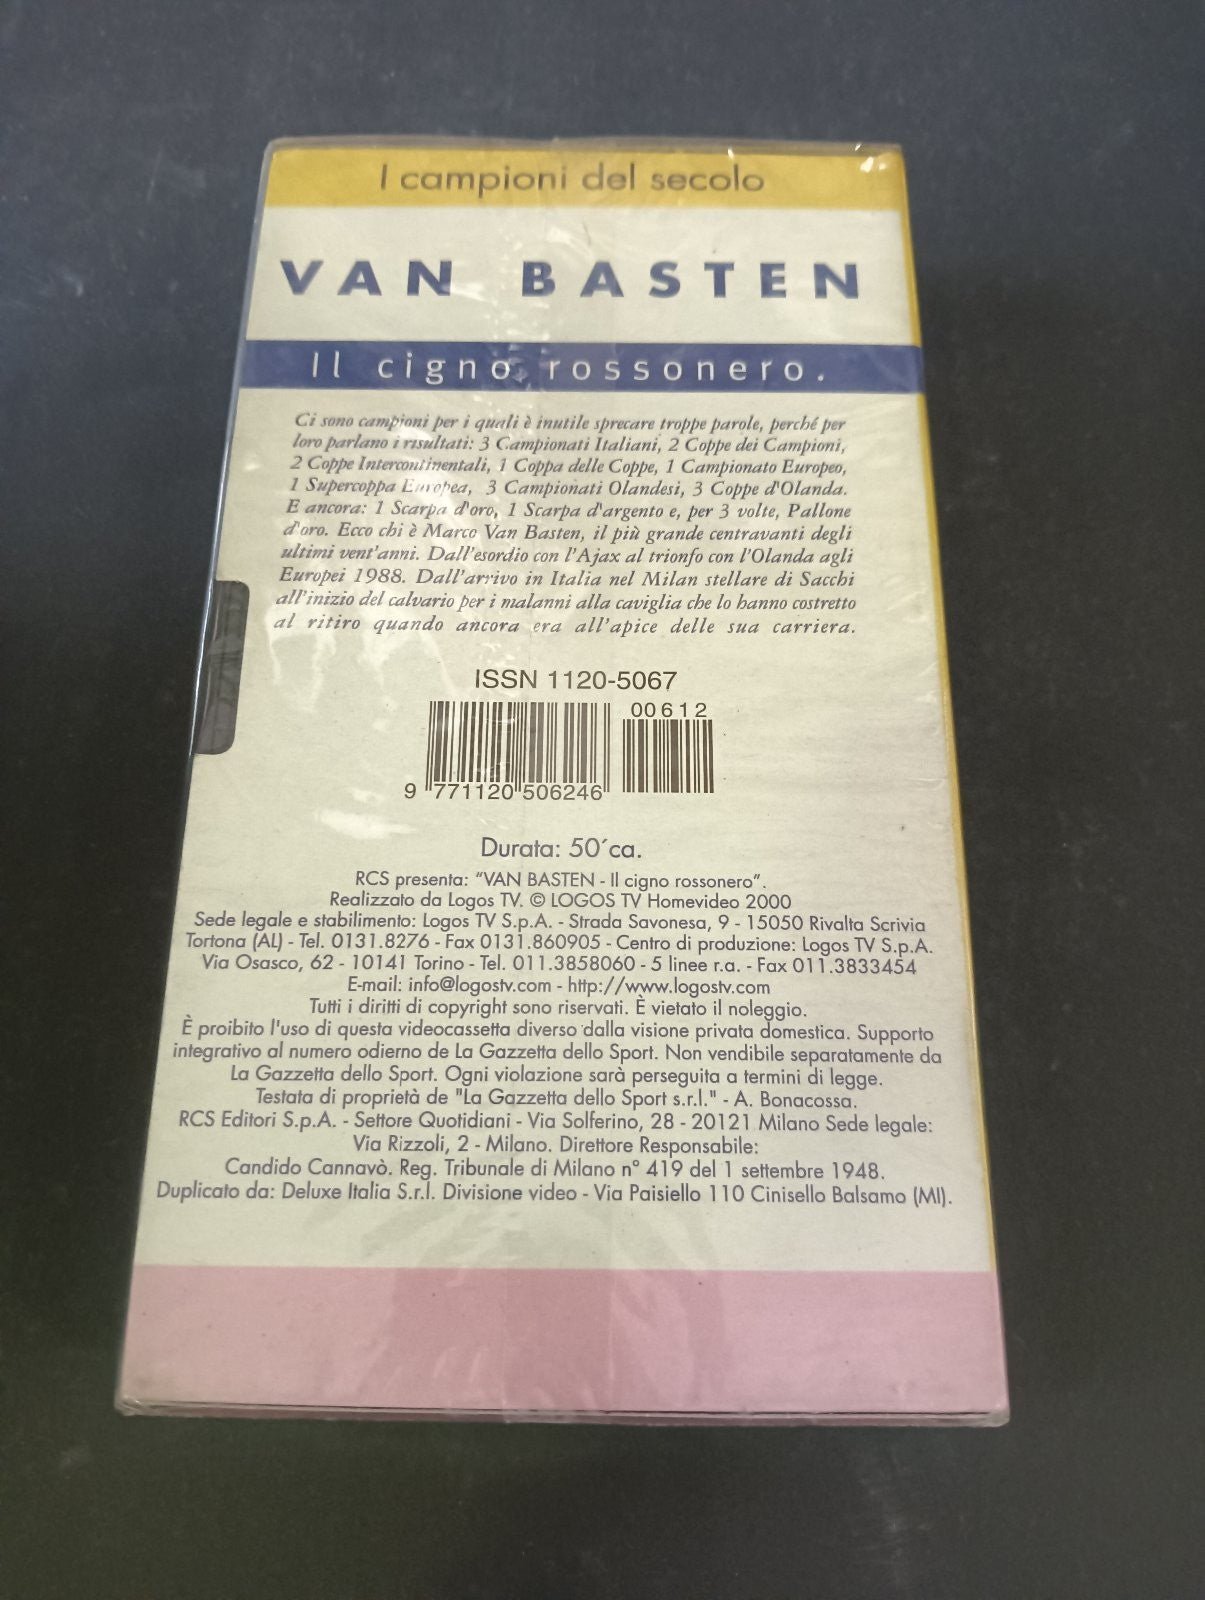 I campioni del secolo
VAN BASTEN
Il cigno rossonero.
Ci sono campioni per i quali è inutile sprecare troppe parole, perché per
loro parlano i risultati: 3 Campionati Italiani, 2 Coppe dei Campioni,
2 Coppe Intercontinentali, 1 Coppa delle Coppe, 1 Campionato Europeo,
1 Supercoppa Europea, 3 Campionati Olandesi, 3 Coppe d'Olanda.
E ancora: 1 Scarpa d'oro, 1 Scarpa d'argento e, per 3 volte, Pallone
d'oro. Ecco chi è Marco Van Basten, il più grande centravanti degli
ultimi vent'anni. Dall'esordio con l'Ajax al trionfo con l'Olanda agli
Europei 1988. Dall'arrivo in Italia nel Milan stellare di Sacchi
all'inizio del calvario per i malanni alla caviglia che lo hanno costretto
al ritiro quando ancora era all'apice delle sua carriera.
ISSN 1120-5067
00612
9 771120 506246
Durata: 50´ca.
RCS presenta: "VAN BASTEN - Il cigno rossonero".
Realizzato da Logos TV. © LOGOS TV Homevideo 2000
Sede legale e stabilimento: Logos TV S.p.A. - Strada Savonesa, 9 - 15050 Rivalta Scrivia
Tortona (AL) - Tel. 0131.8276 - Fax 0131.860905 - Centro di produzione: Logos TV S.p.A.
Via Osasco, 62 - 10141 Torino - Tel. 011.3858060 - 5 linee r.a. - Fax 011.3833454
E-mail: info@logostv.com - http://www.logostv.com
Tutti i diritti di copyright sono riservati. È vietato il noleggio.
È proibito l'uso di questa videocassetta diverso dalla visione privata domestica. Supporto
integrativo al numero odierno de La Gazzetta dello Sport. Non vendibile separatamente da
La Gazzetta dello Sport. Ogni violazione sarà perseguita a termini di legge.
Testata di proprietà de "La Gazzetta dello Sport s.r.l." - A. Bonacossa.
RCS Editori S.p.A. - Settore Quotidiani - Via Solferino, 28 - 20121 Milano Sede legale:
Via Rizzoli, 2 - Milano. Direttore Responsabile:
Candido Cannavò. Reg. Tribunale di Milano n° 419 del 1 settembre 1948.
Duplicato da: Deluxe Italia S.r.l. Divisione video - Via Paisiello 110 Cinisello Balsamo (MI).